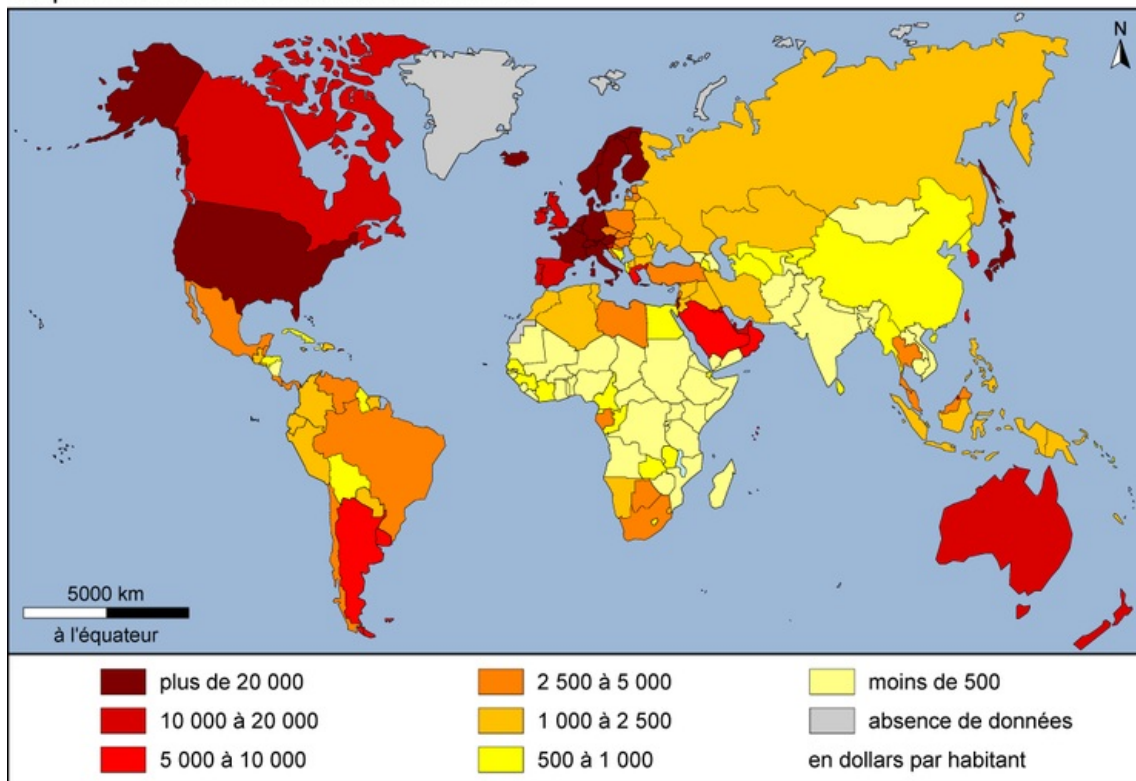 N
5000 km
à l'équateur
plus de 20 000
10 000 à 20 000
5 000 à 10 000
2 500 à 5 000
1 000 à 2 500
500 à 1 000
moins de 500
absence de données
en dollars par habitant